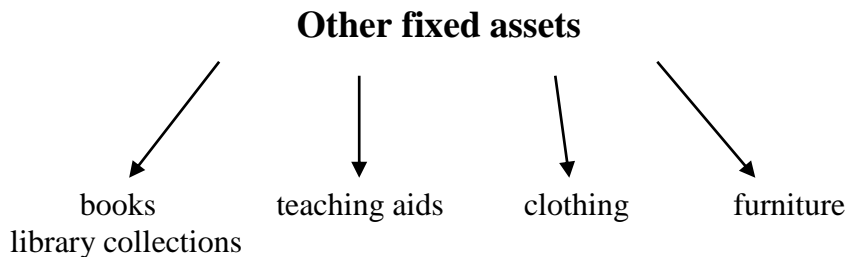 Other fixed assets
books teaching aids clothing furniture
library collections